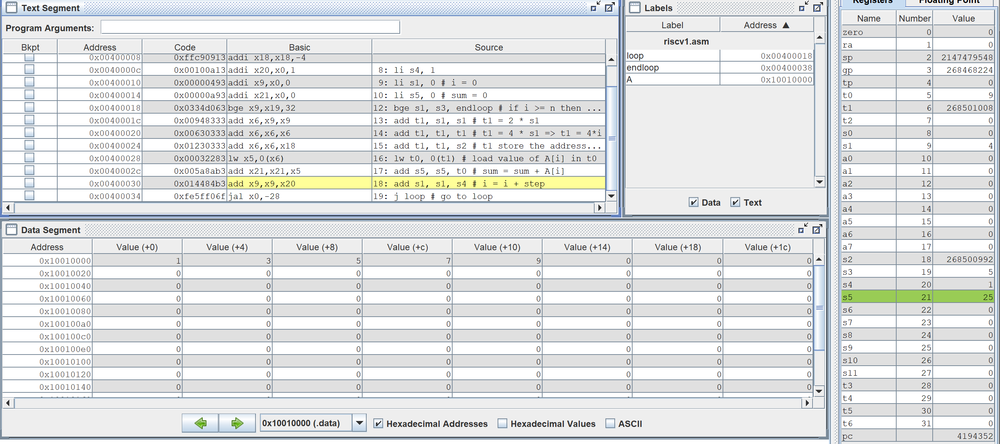 Text Segment
Program Arguments:
Bkpt Address Code Basic Source
0x00400008 0xffc90913 addi x18,x18,-4
0x0040000c 0x00100a13 addi x20,x0,1 8: li s4, 1
0x00400010 0x00000493 addi x9,x0,0 9: li s1, 0 # i = 0
0x00400014 0x00000a93 addi x21,x0,0 10: li s5, 0 # sum = 0
0x00400018 0x0334d063 bge x9,x19,32 12: bge s1, s3, endloop # if i >= n then ...
0x0040001c 0x00948333 add x6,x9,x9 13: add t1, s1, s1 # t1 = 2 * s1
0x00400020 0x00630333 add x6,x6,x6 14: add t1, t1, t1 # t1 = 4 * s1 => t1 = 4*i
0x00400024 0x01230333 add x6,x6,x18 15: add t1, t1, s2 # t1 store the address...
0x00400028 0x00032283 lw x5,0(x6) 16: lw t0, 0(t1) # load value of A[i] in t0
0x0040002c 0x005a8ab3 add x21,x21,x5 17: add s5, s5, t0 # sum = sum + A[i]
0x00400030 0x014484b3 add x9,x9,x20 18: add s1, s1, s4 # i = i + step
0x00400034 0xfe5ff06f jal x0,-28 19: j loop # go to loop
Labels
Label Address ▲
riscv1.asm
loop 0x00400018
endloop 0x00400038
A 0x10010000
Data Text
Data Segment
Address Value (+0) Value (+4) Value (+8) Value (+c) Value (+10) Value (+14) Value (+18) Value (+1c)
0x10010000 1 3 5 7 9 0 0 0
0x10010020 0 0 0 0 0 0 0 0
0x10010040 0 0 0 0 0 0 0 0
0x10010060 0 0 0 0 0 0 0 0
0x10010080 0 0 0 0 0 0 0 0
0x100100a0 0 0 0 0 0 0 0 0
0x100100c0 0 0 0 0 0 0 0 0
0x100100e0 0 0 0 0 0 0 0 0
0x10010100 0 0 0 0 0 0 0 0
0x10010120 0 0 0 0 0 0 0 0
0x10010140 0 0 0 0 0 0 0 0
0x10010000 (.data) Hexadecimal Addresses Hexadecimal Values ASCII
Registers Floating Point
Name Number Value
zero 0 0
ra 1 0
sp 2 2147479548
gp 3 268468224
tp 4 0
t0 5 9
t1 6 268501008
t2 7 0
s0 8 0
s1 9 4
a0 10 0
a1 11 0
a2 12 0
a3 13 0
a4 14 0
a5 15 0
a6 16 0
a7 17 0
s2 18 268500992
s3 19 5
s4 20 1
s5 21 25
s6 22 0
s7 23 0
s8 24 0
s9 25 0
s10 26 0
s11 27 0
t3 28 0
t4 29 0
t5 30 0
t6 31 0
pc 4194352